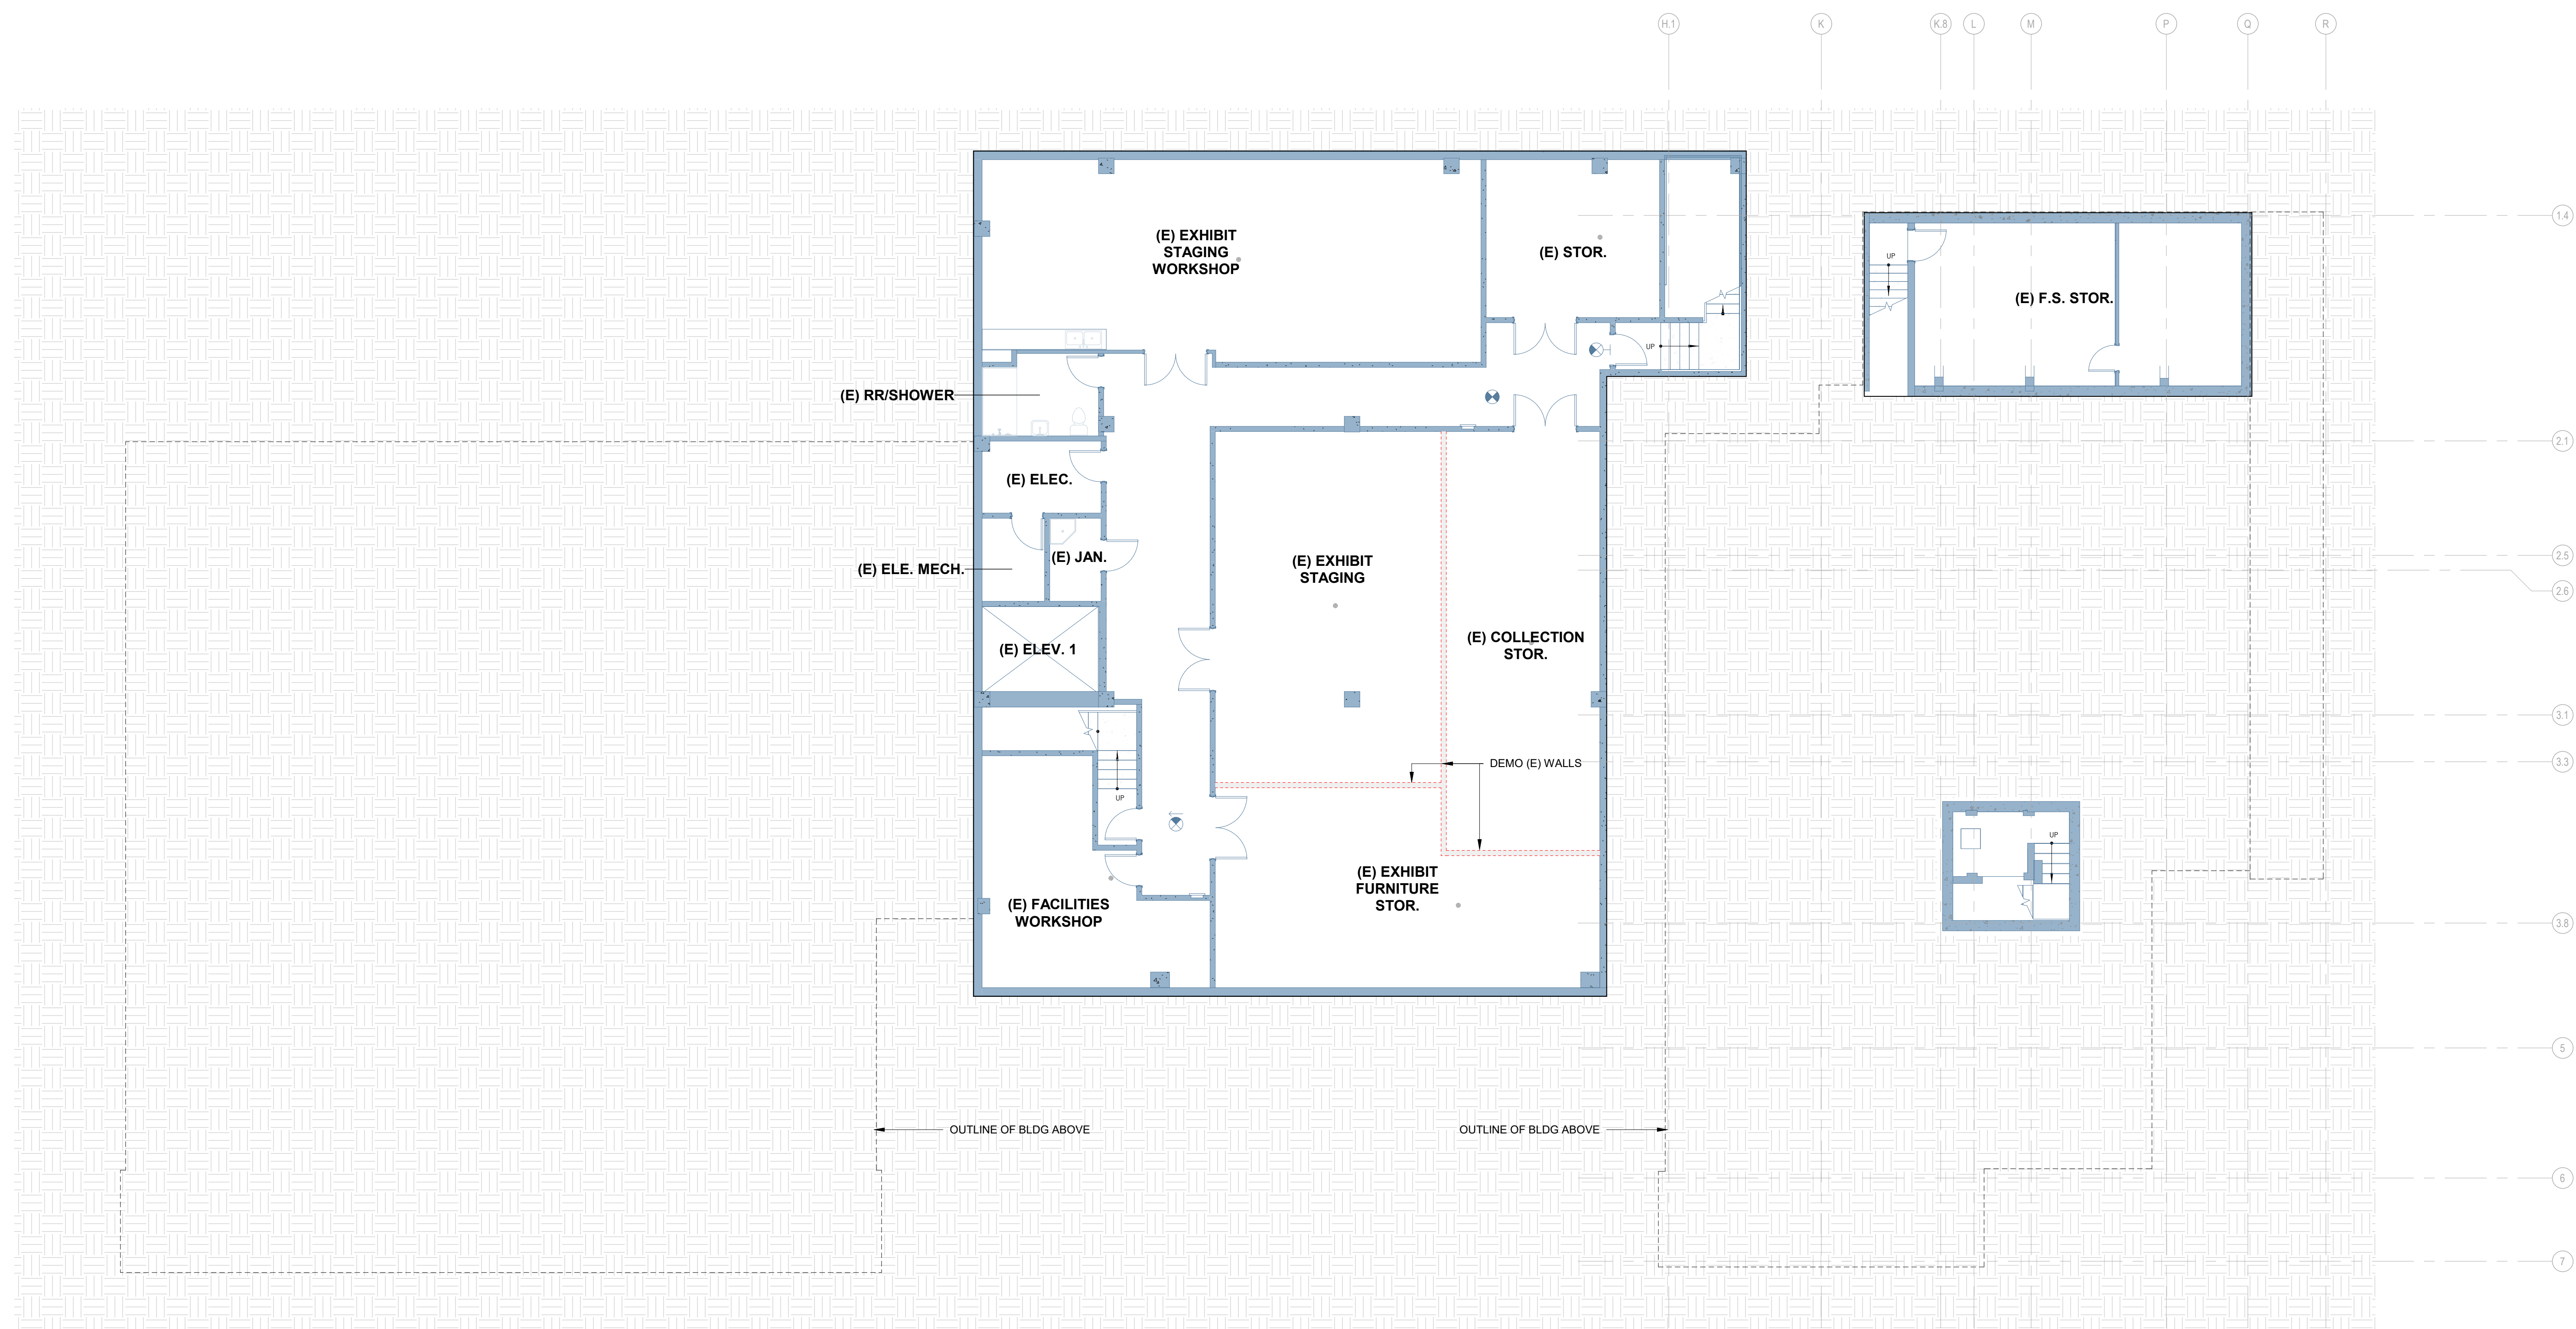 H.1
K
K.8
L
M
P
Q
R
1.4
(E) EXHIBIT
STAGING
WORKSHOP
(E) STOR.
UP
UP
(E) F.S. STOR.
(E) RR/SHOWER
2.1
(E) ELEC.
(E) JAN.
(E) ELE. MECH.
(E) EXHIBIT
STAGING
2.5
2.6
(E) ELEV. 1
(E) COLLECTION
STOR.
3.1
DEMO (E) WALLS
3.3
UP
UP
(E) FACILITIES
WORKSHOP
(E) EXHIBIT
FURNITURE
STOR.
3.8
5
OUTLINE OF BLDG ABOVE
OUTLINE OF BLDG ABOVE
6
7